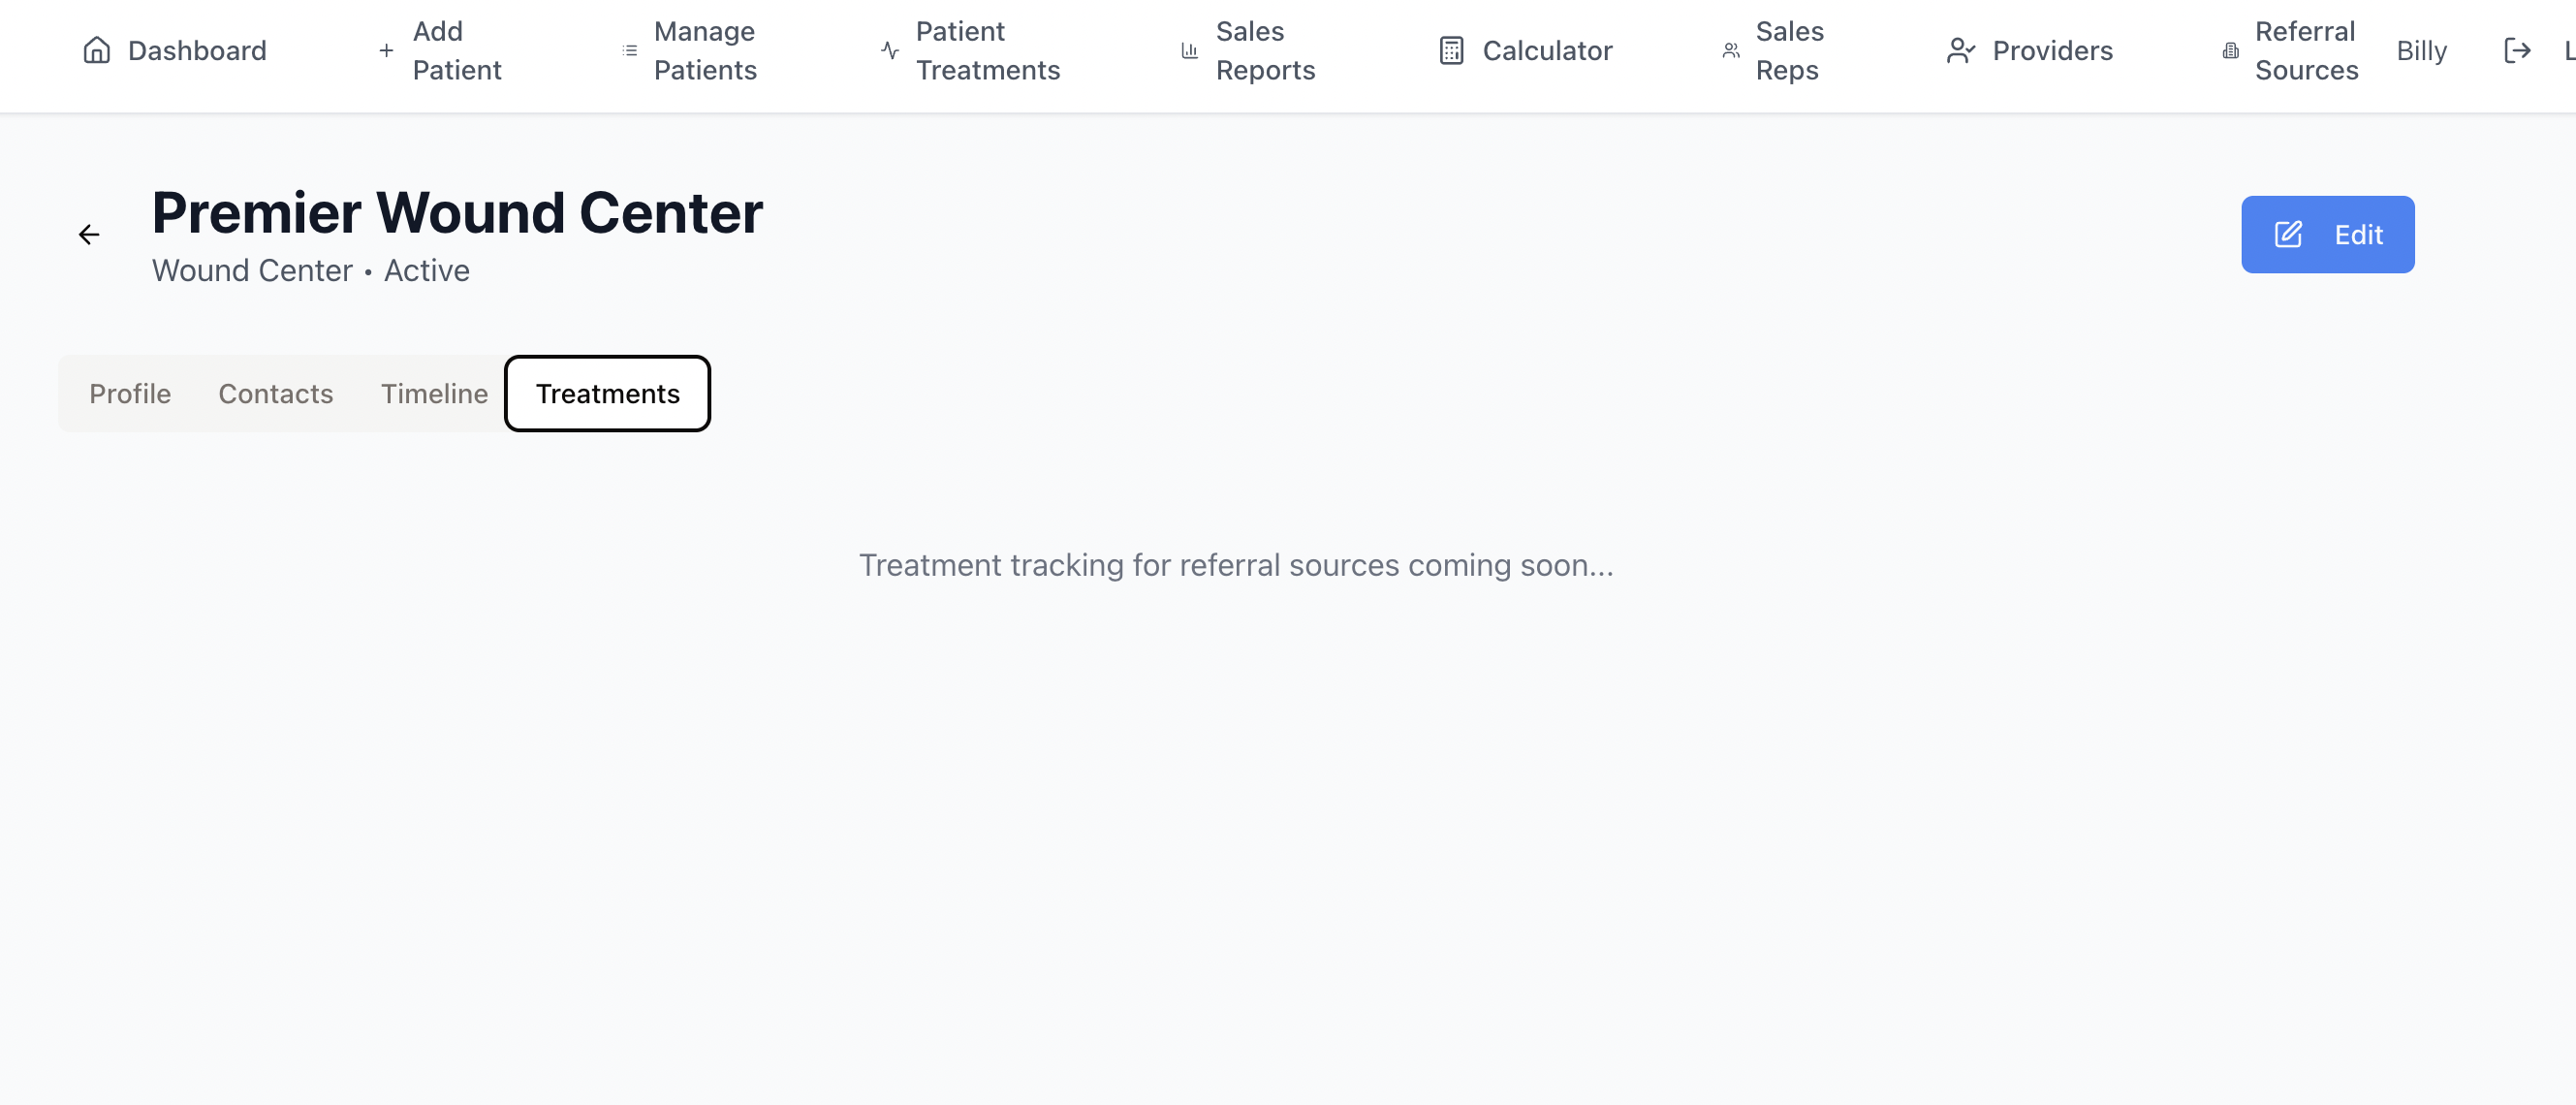 Dashboard
Add
Patient
Manage
Patients
Patient
Treatments
Sales
Reports
Calculator
Sales
Reps
Providers
Referral
Sources
Billy
Premier Wound Center
Wound Center • Active
Edit
Profile
Contacts
Timeline
Treatments
Treatment tracking for referral sources coming soon...